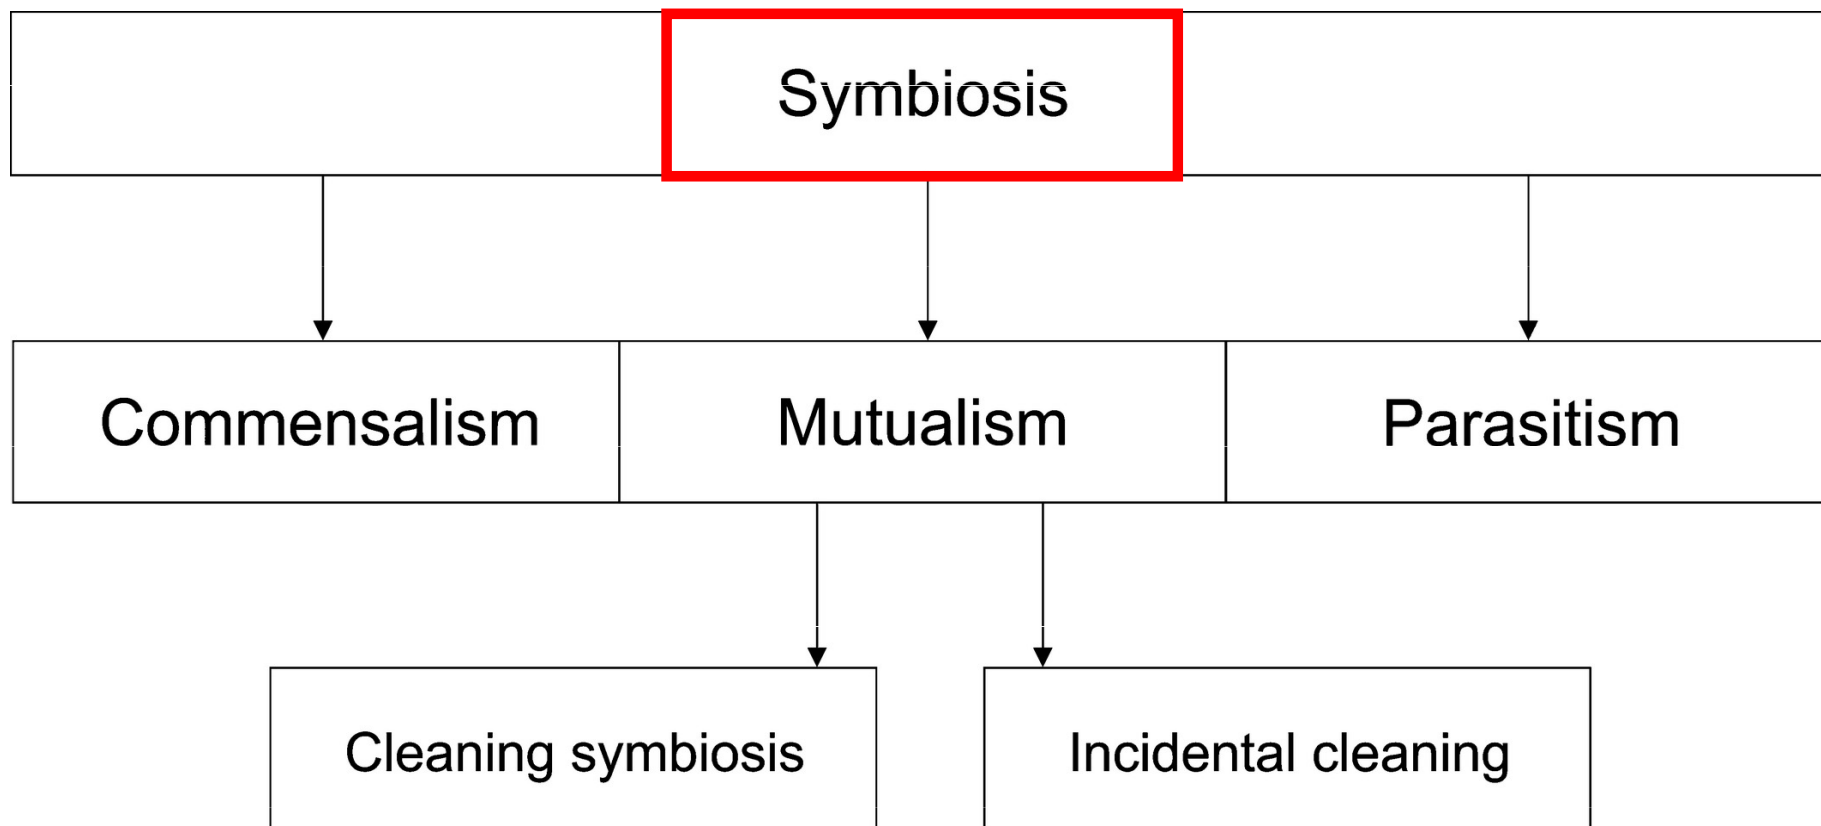 Symbiosis
Commensalism
Mutualism
Parasitism
Cleaning symbiosis
Incidental cleaning